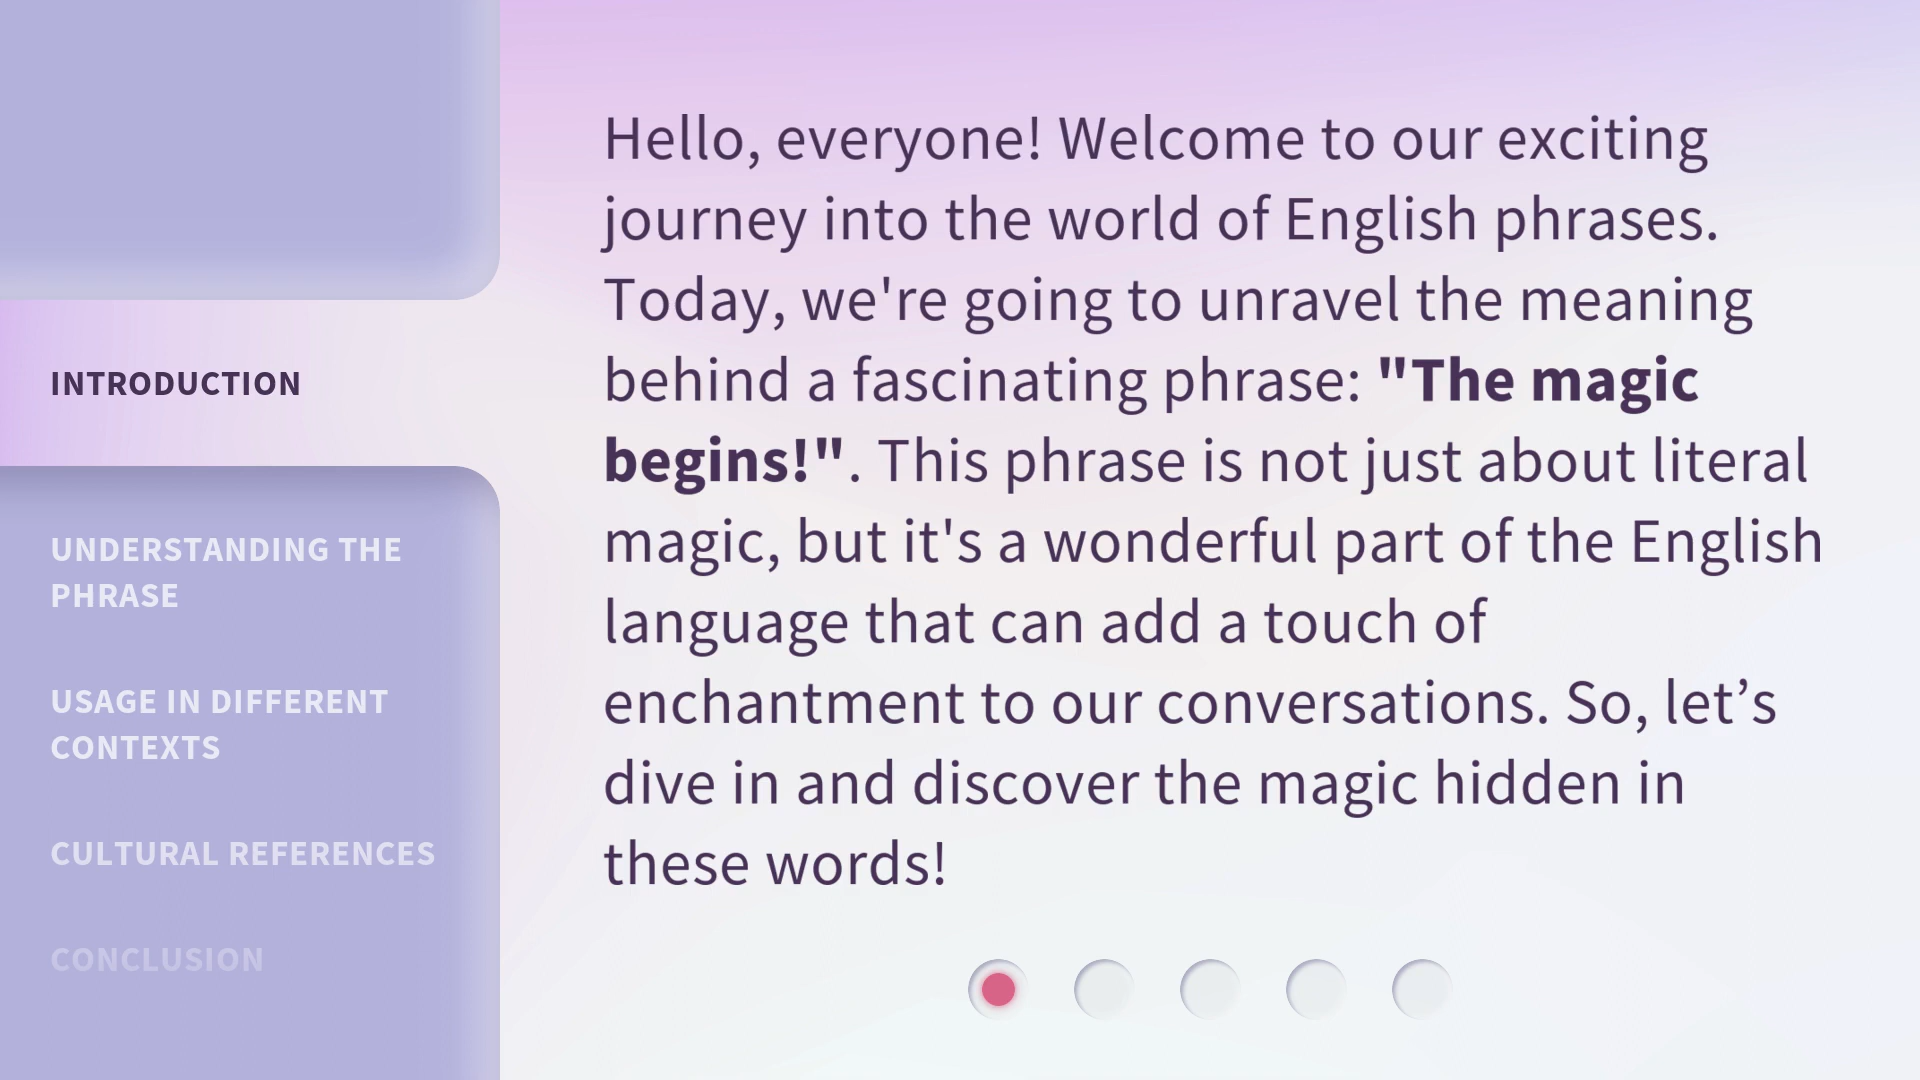 INTRODUCTION
UNDERSTANDING THE
PHRASE
USAGE IN DIFFERENT
CONTEXTS
CULTURAL REFERENCES
CONCLUSION
Hello, everyone! Welcome to our exciting
journey into the world of English phrases.
Today, we're going to unravel the meaning
behind a fascinating phrase: "The magic
begins!". This phrase is not just about literal
magic, but it's a wonderful part of the English
language that can add a touch of
enchantment to our conversations. So, let’s
dive in and discover the magic hidden in
these words!